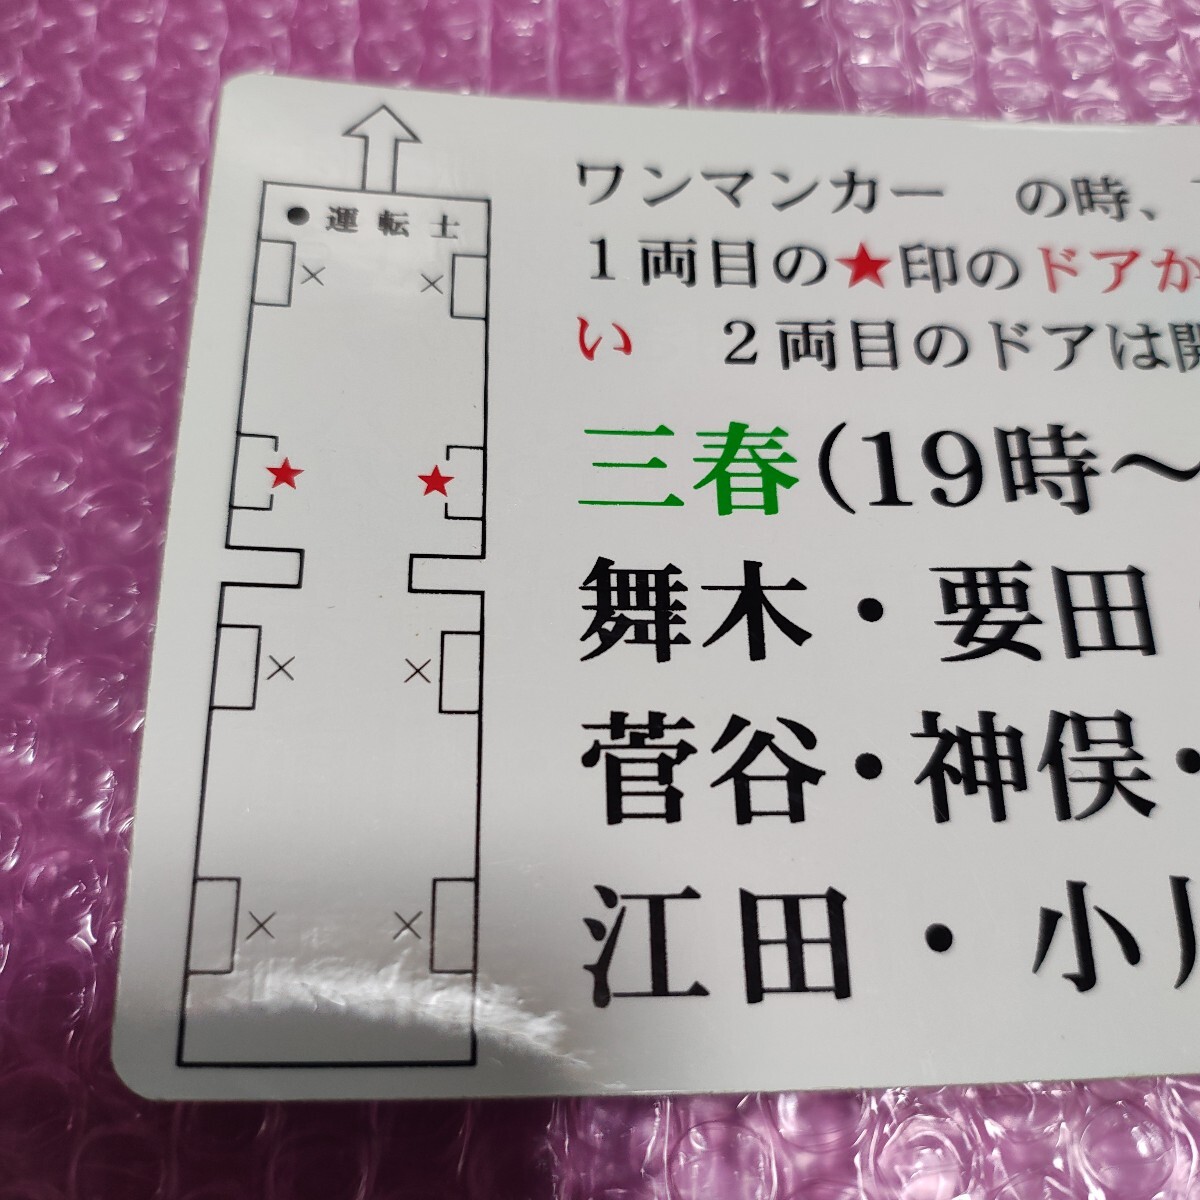 ● 運転士
ワンマンカー の時、
1両目の★印のドアか
い 2両目のドアは開
三春(19時～
舞木・要田
菅谷・神俣・
江田・小川